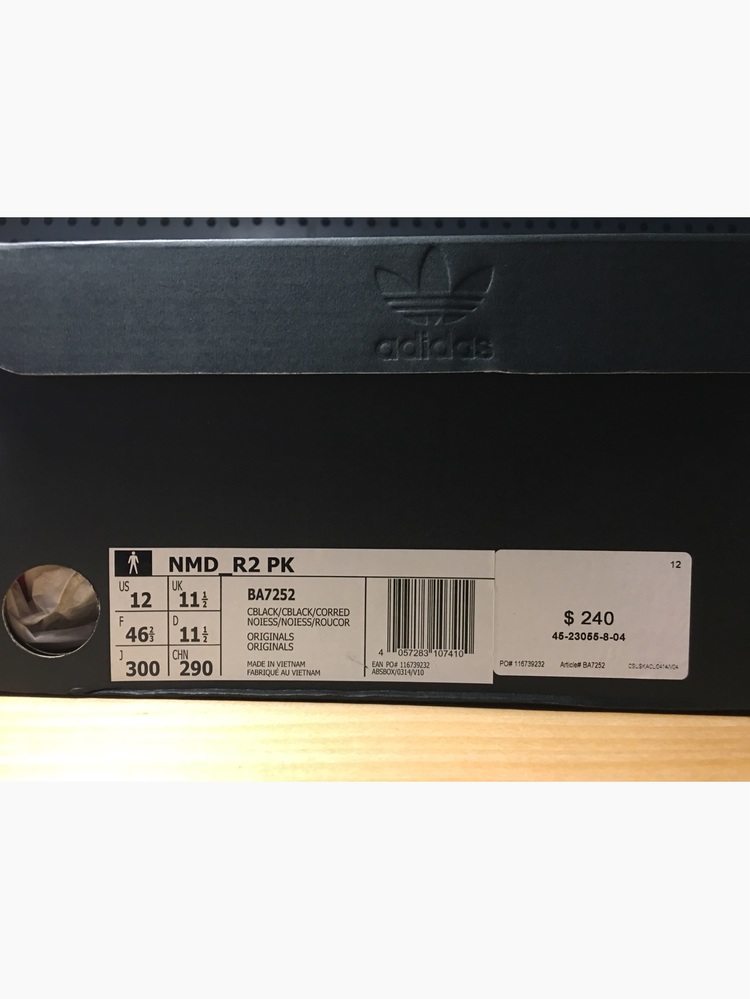 adidas
NMD_R2 PK
US
12
UK
11½
F
46⅔
D
11½
J
300
CHN
290
BA7252
CBLACK/CBLACK/CORRED
NOIESS/NOIESS/ROUCOR
ORIGINALS
ORIGINALS
MADE IN VIETNAM
FABRIQUÉ AU VIETNAM
4 057283 107410
EAN PO# 116739232
ABSBOX/0314/V10
12
$ 240
45-23055-8-04
PO# 116739232 Article# BA7252